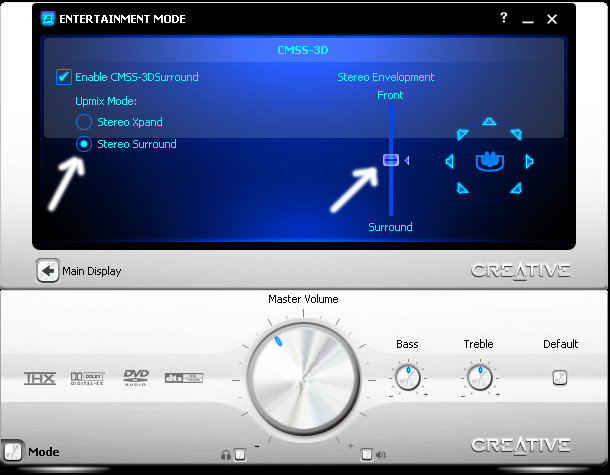 ENTERTAINMENT MODE
?
CMSS-3D
Enable CMSS-3DSurround
Stereo Envelopment
Upmix Mode:
Front
Stereo Xpand
Stereo Surround
Surround
Main Display
CREATIVE
Master Volume
Bass
Treble
Default
- +
- +
THX
DOLBY
DIGITAL-EX
DVD
AUDIO
dts
- +
Mode
CREATIVE